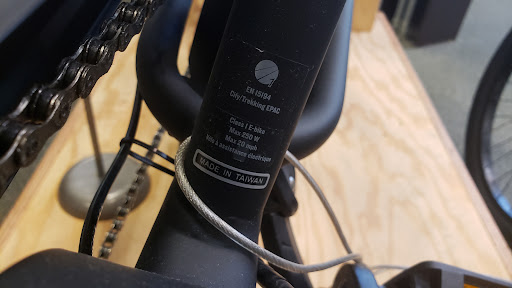 EN 15194
City/Trekking EPAC
Class 1 E-bike
Max 250 W
Max 20 mph
Vélo à assistance électrique
MADE IN TAIWAN